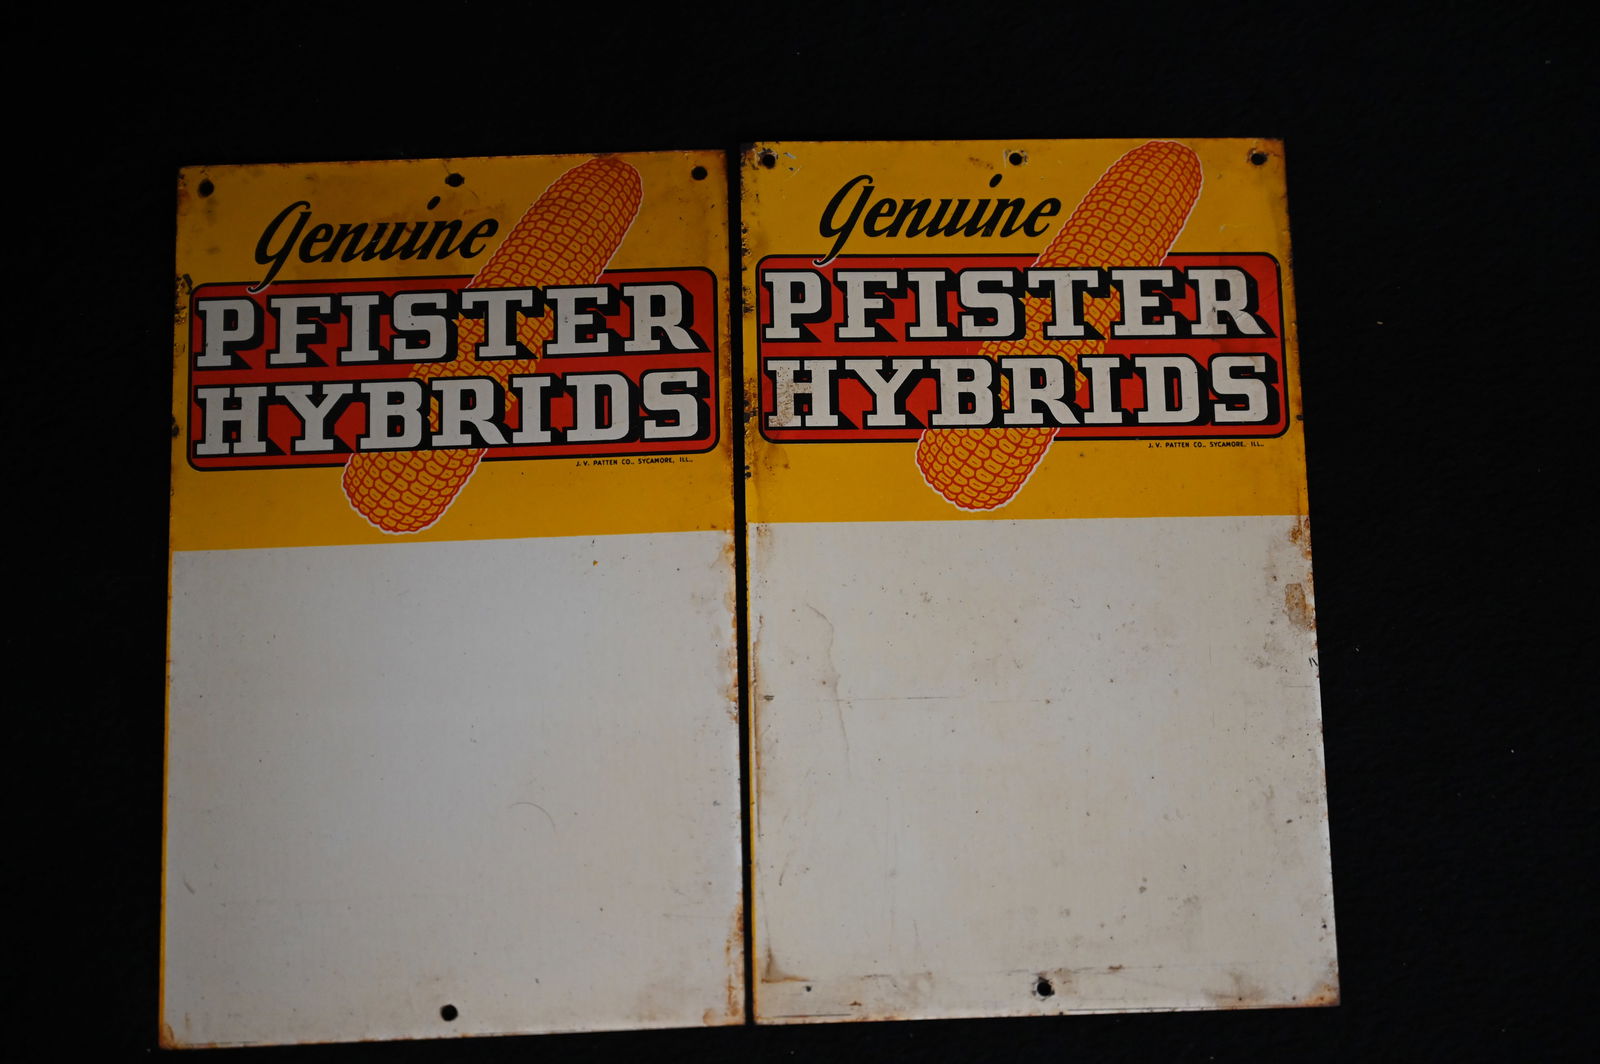 Genuine
PFISTER
HYBRIDS
J. V. PATTEN CO., SYCAMORE, ILL.
Genuine
PFISTER
HYBRIDS
J. V. PATTEN CO., SYCAMORE, ILL.